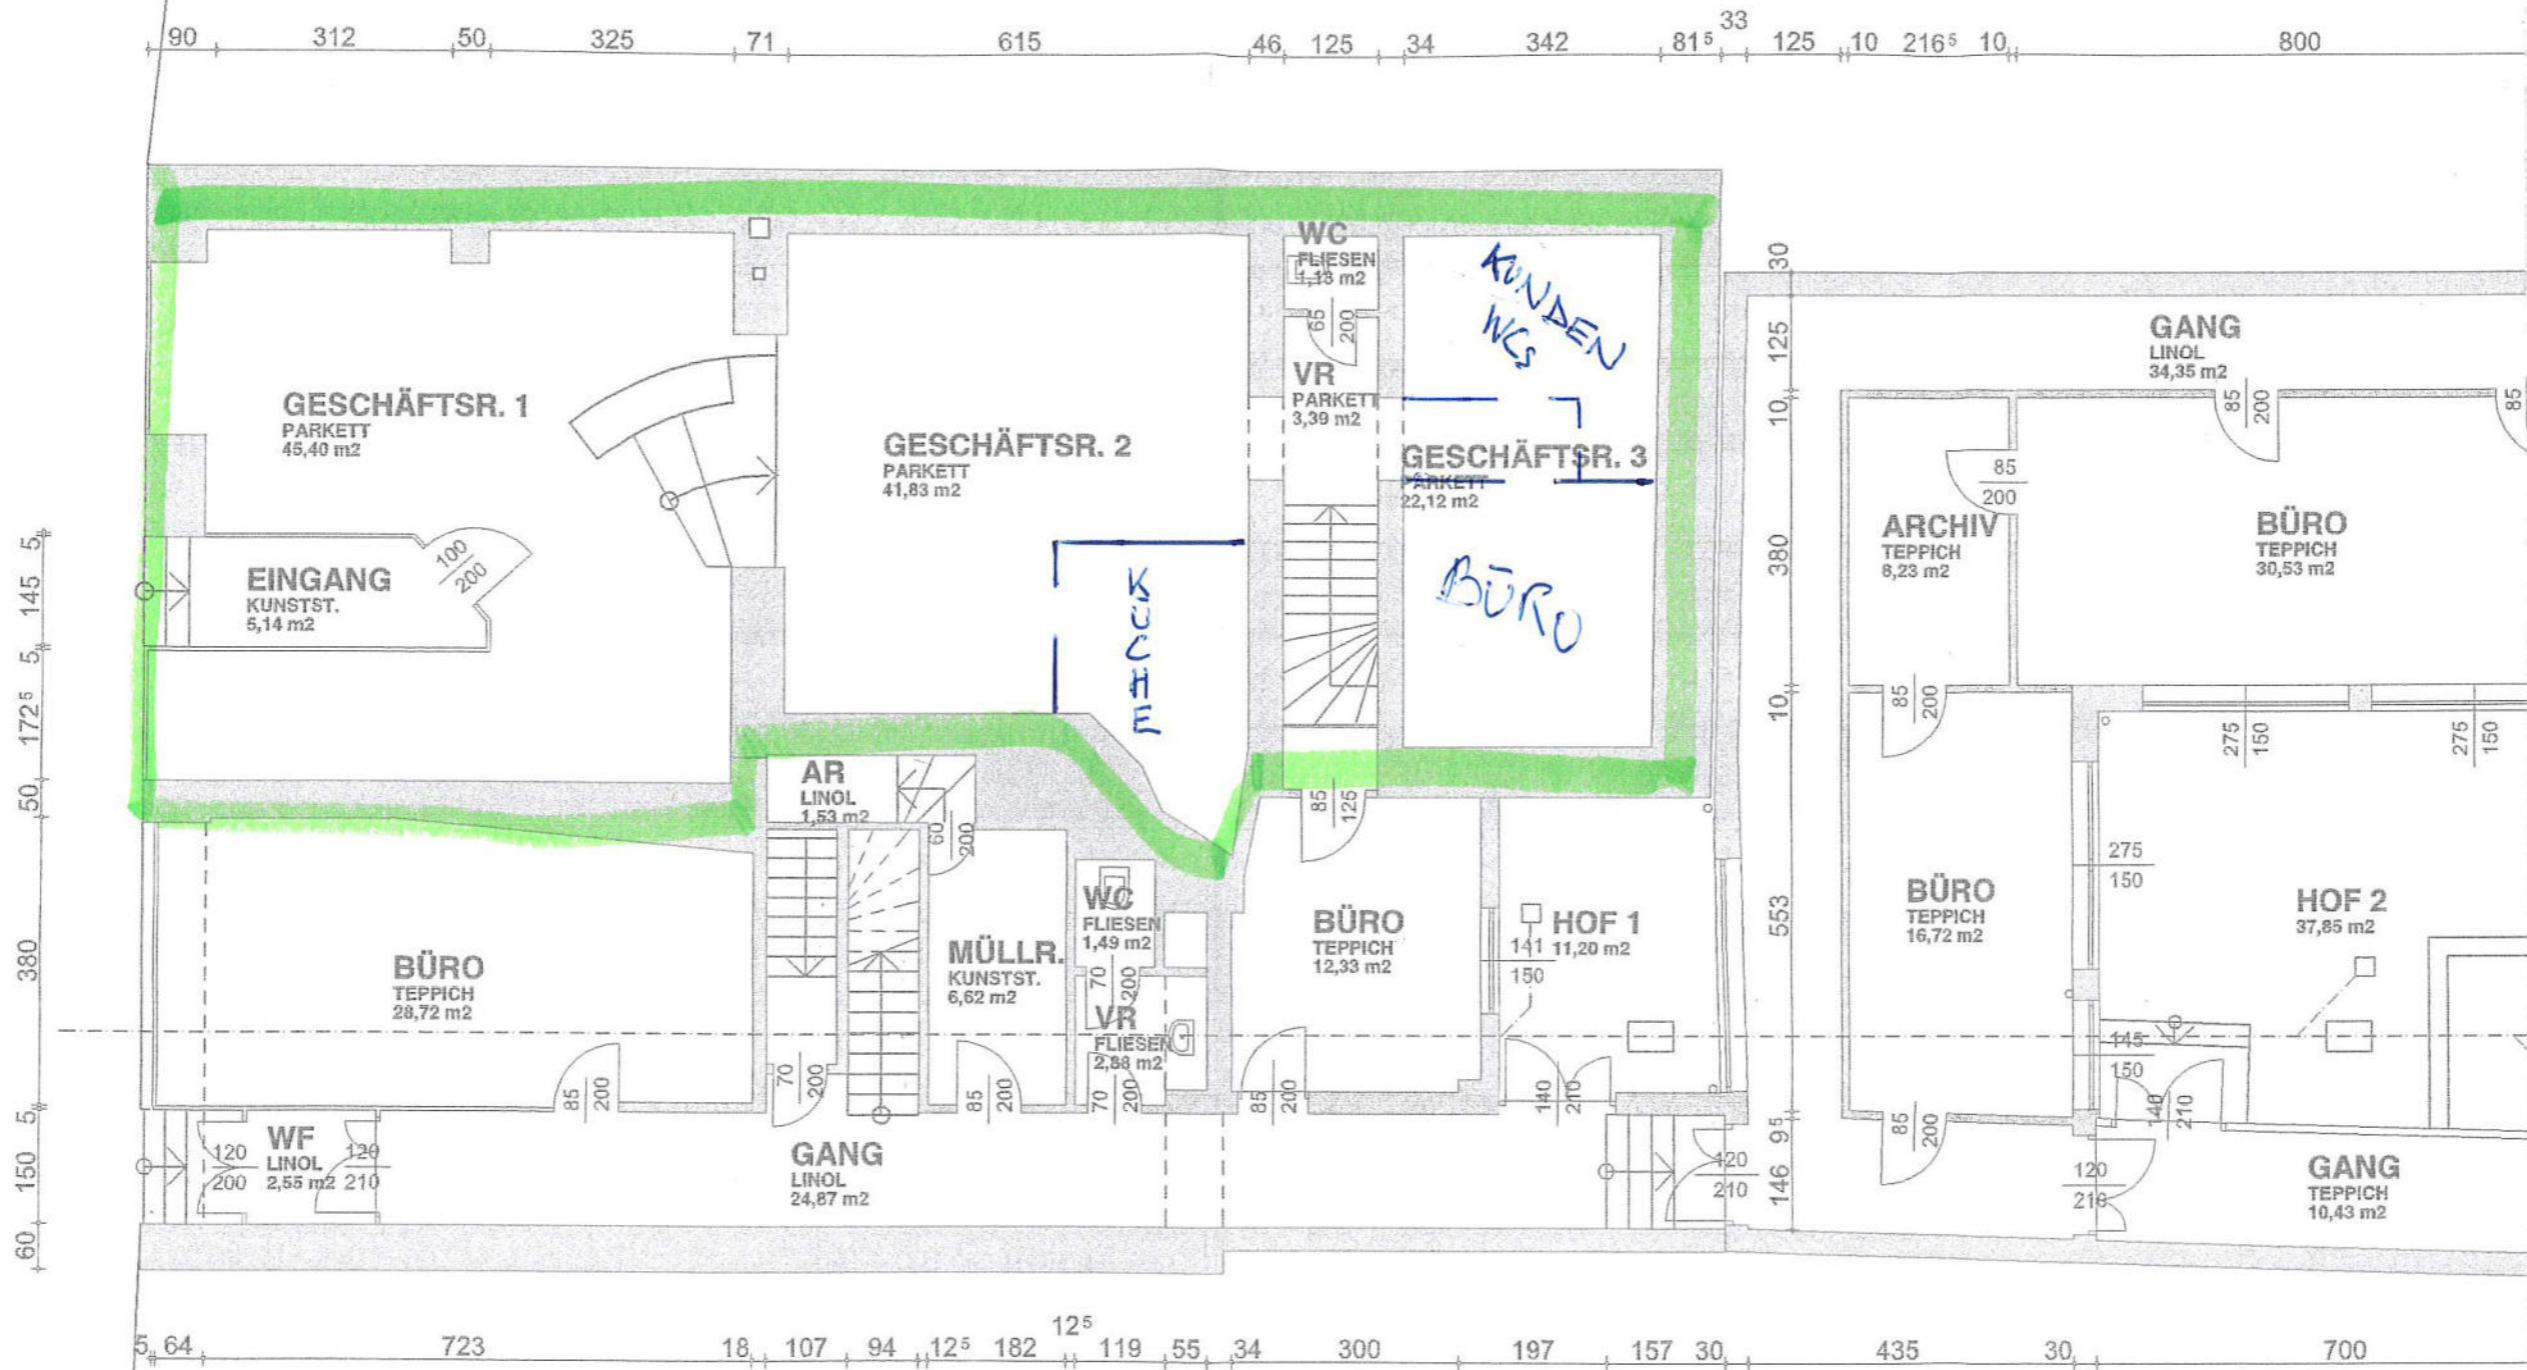 33
90 312 50 325 71 615 46 125 34 342 81⁵ 125 10 216⁵ 10 800
WC
FLIESEN
1,13 m2
65
200
KUNDEN
WCs
VR
PARKETT
3,39 m2
GESCHÄFTSR. 1
PARKETT
45,40 m2
GESCHÄFTSR. 2
PARKETT
41,83 m2
GESCHÄFTSR. 3
PARKETT
22,12 m2
BÜRO
KÜCHE
EINGANG
KUNSTST.
5,14 m2
100
200
GANG
LINOL
34,35 m2
85
200
85
ARCHIV
TEPPICH
8,23 m2
85
200
BÜRO
TEPPICH
30,53 m2
85
200
275
150
275
150
30
125
10
380
10
553
95
146
5
145
5
172⁵
50
380
5
150
60
AR
LINOL
1,53 m2
60
200
85
125
BÜRO
TEPPICH
28,72 m2
85
200
70
200
MÜLLR.
KUNSTST.
6,62 m2
85
200
WC
FLIESEN
1,49 m2
70
200
VR
FLIESEN
2,88 m2
70
200
BÜRO
TEPPICH
12,33 m2
85
200
HOF 1
11,20 m2
141
150
140
210
BÜRO
TEPPICH
16,72 m2
275
150
145
150
85
200
HOF 2
37,85 m2
140
210
WF
LINOL
2,55 m2
120
200
120
210
GANG
LINOL
24,87 m2
120
210
120
210
GANG
TEPPICH
10,43 m2
12⁵
5 64 723 18 107 94 12⁵ 182 119 55 34 300 197 157 30 435 30 700